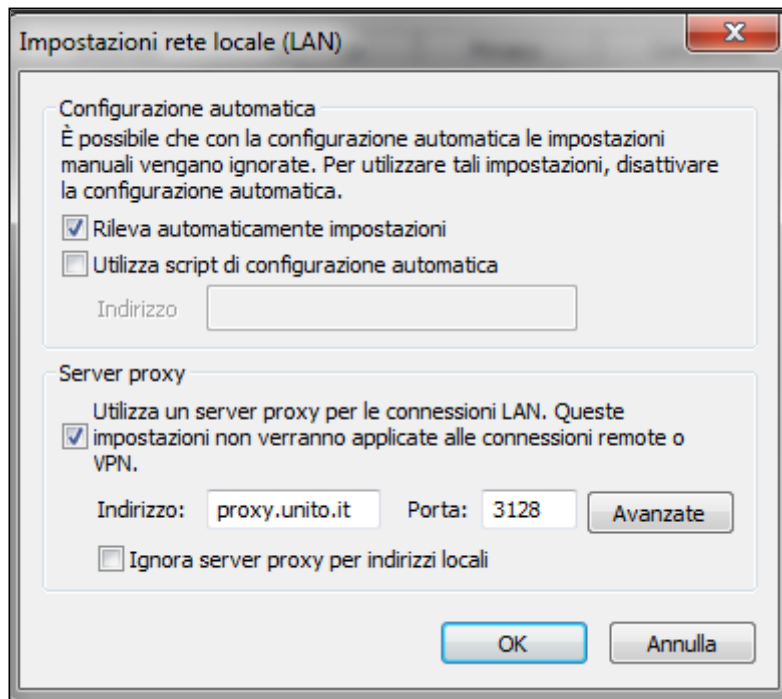 Impostazioni rete locale (LAN)
Configurazione automatica
È possibile che con la configurazione automatica le impostazioni
manuali vengano ignorate. Per utilizzare tali impostazioni, disattivare
la configurazione automatica.
Rileva automaticamente impostazioni
Utilizza script di configurazione automatica
Indirizzo
Server proxy
Utilizza un server proxy per le connessioni LAN. Queste
impostazioni non verranno applicate alle connessioni remote o
VPN.
Indirizzo: proxy.unito.it Porta: 3128 Avanzate
Ignora server proxy per indirizzi locali
OK Annulla